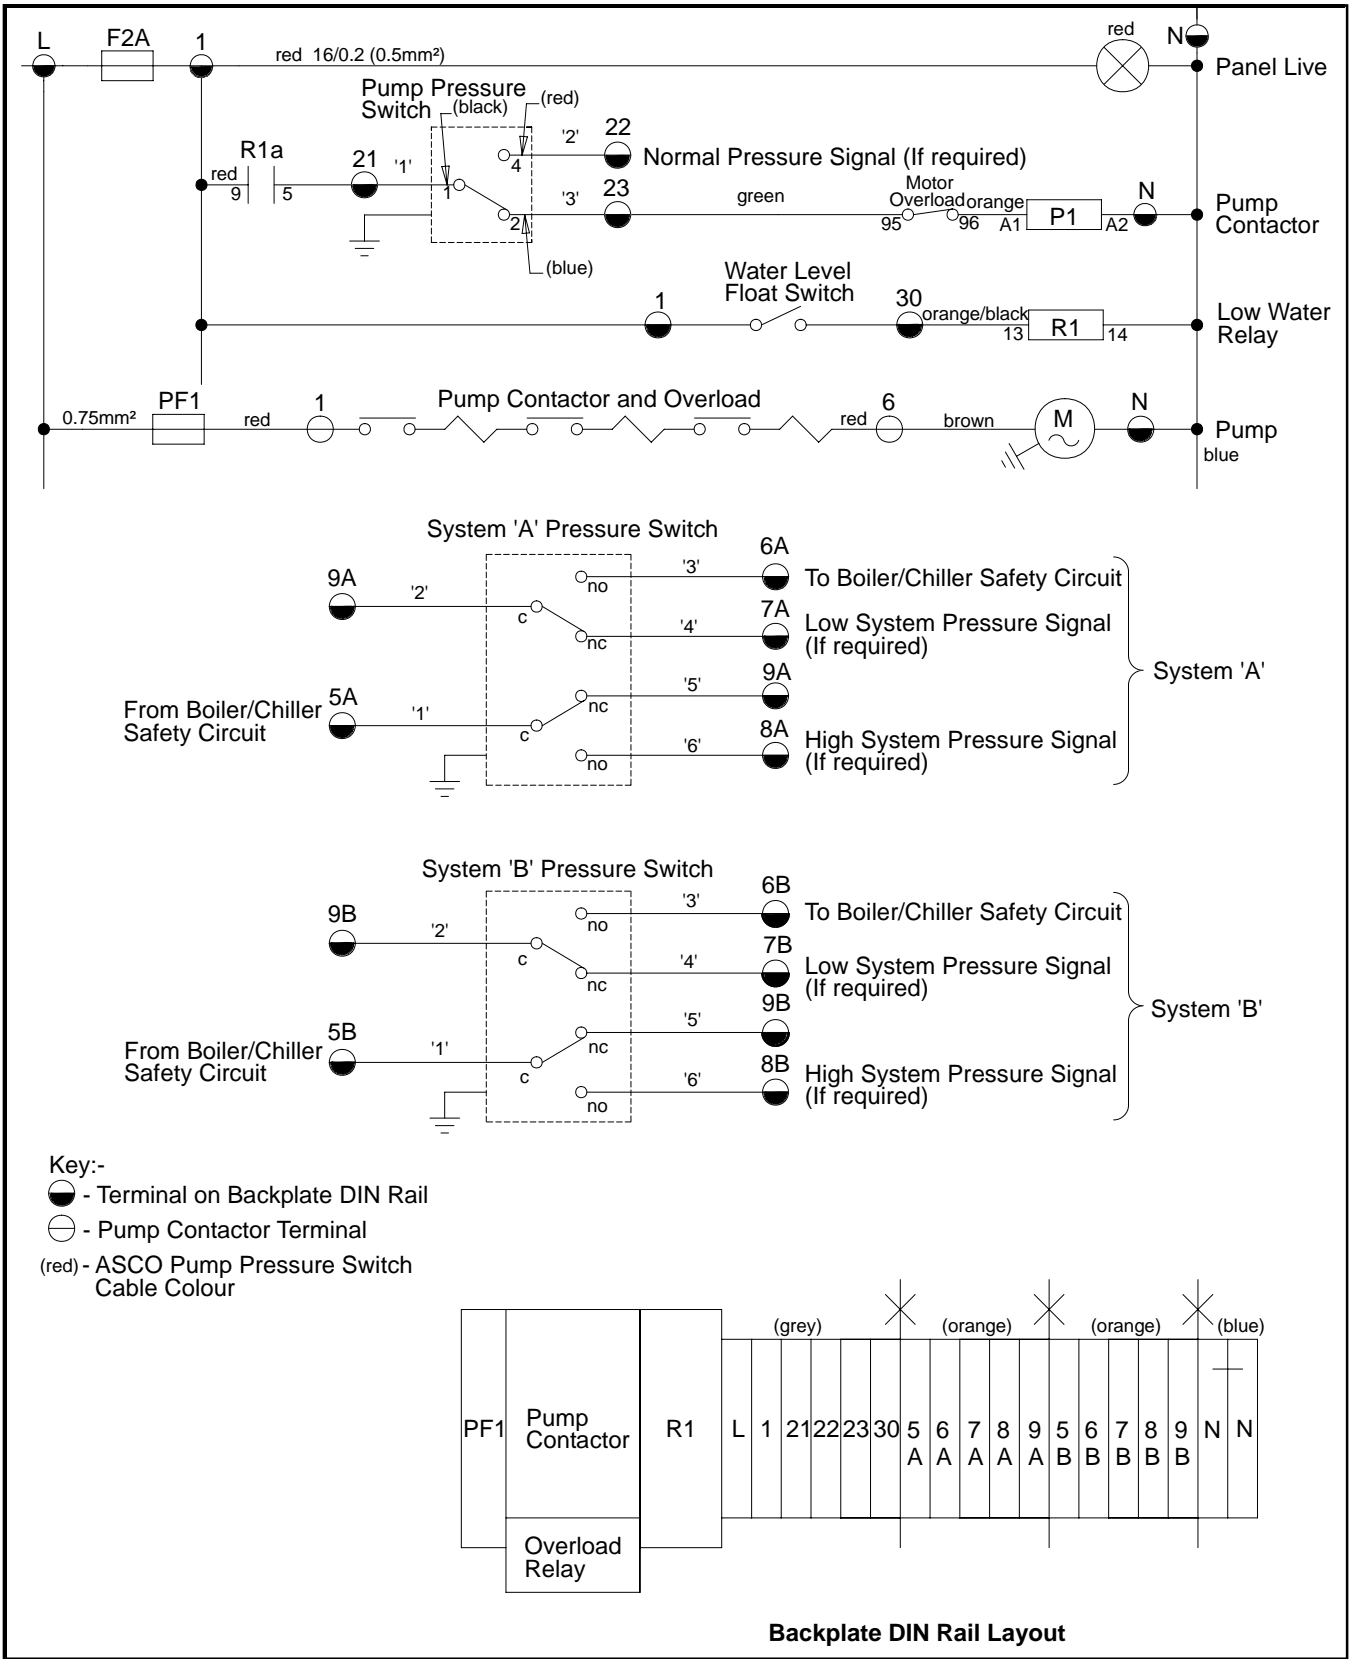 L
F2A
1
red 16/0.2 (0.5mm²)
red
N
Panel Live
Pump Pressure
Switch
(black)
(red)
R1a
red
9
5
21
'1'
1
4
2
'2'
22
Normal Pressure Signal (If required)
'3'
23
green
Motor
Overload
95
96
orange
A1
P1
A2
N
Pump
Contactor
(blue)
1
Water Level
Float Switch
30
orange/black
13
R1
14
Low Water
Relay
0.75mm²
PF1
red
1
Pump Contactor and Overload
red
6
brown
M
N
Pump
blue
System 'A' Pressure Switch
9A
'2'
c
no
nc
'3'
6A
To Boiler/Chiller Safety Circuit
'4'
7A
Low System Pressure Signal
(If required)
From Boiler/Chiller
Safety Circuit
5A
'1'
c
nc
no
'5'
9A
'6'
8A
High System Pressure Signal
(If required)
System 'A'
System 'B' Pressure Switch
9B
'2'
c
no
nc
'3'
6B
To Boiler/Chiller Safety Circuit
'4'
7B
Low System Pressure Signal
(If required)
From Boiler/Chiller
Safety Circuit
5B
'1'
c
nc
no
'5'
9B
'6'
8B
High System Pressure Signal
(If required)
System 'B'
Key:-
- Terminal on Backplate DIN Rail
- Pump Contactor Terminal
(red) - ASCO Pump Pressure Switch
Cable Colour
(grey)
(orange)
(orange)
(blue)
PF1
Pump
Contactor
R1
L 1 21 22 23 30 5A 6A 7A 8A 9A 5B 6B 7B 8B 9B N N
Overload
Relay
Backplate DIN Rail Layout